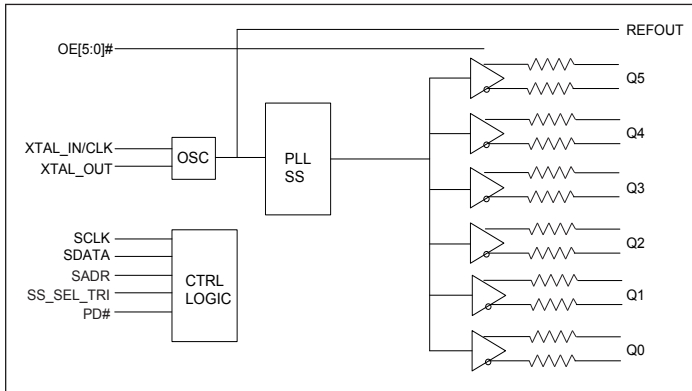 REFOUT
OE[5:0]#
Q5
Q4
XTAL_IN/CLK
XTAL_OUT
OSC
PLL
SS
Q3
Q2
SCLK
SDATA
SADR
SS_SEL_TRI
PD#
CTRL
LOGIC
Q1
Q0